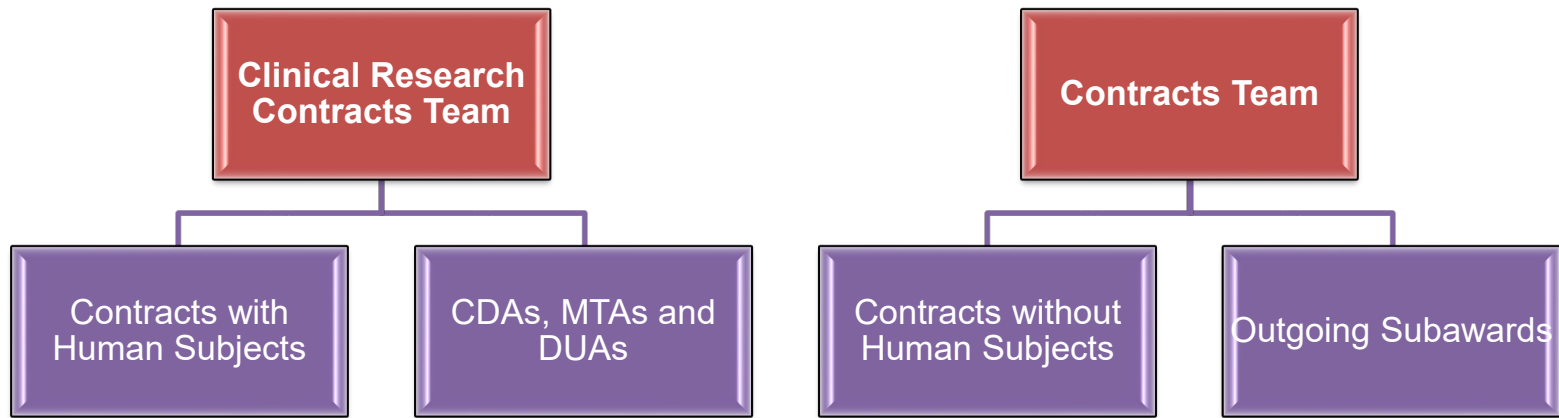 Clinical Research
Contracts Team
Contracts Team
Contracts with
Human Subjects
CDAs, MTAs and
DUAs
Contracts without
Human Subjects
Outgoing Subawards